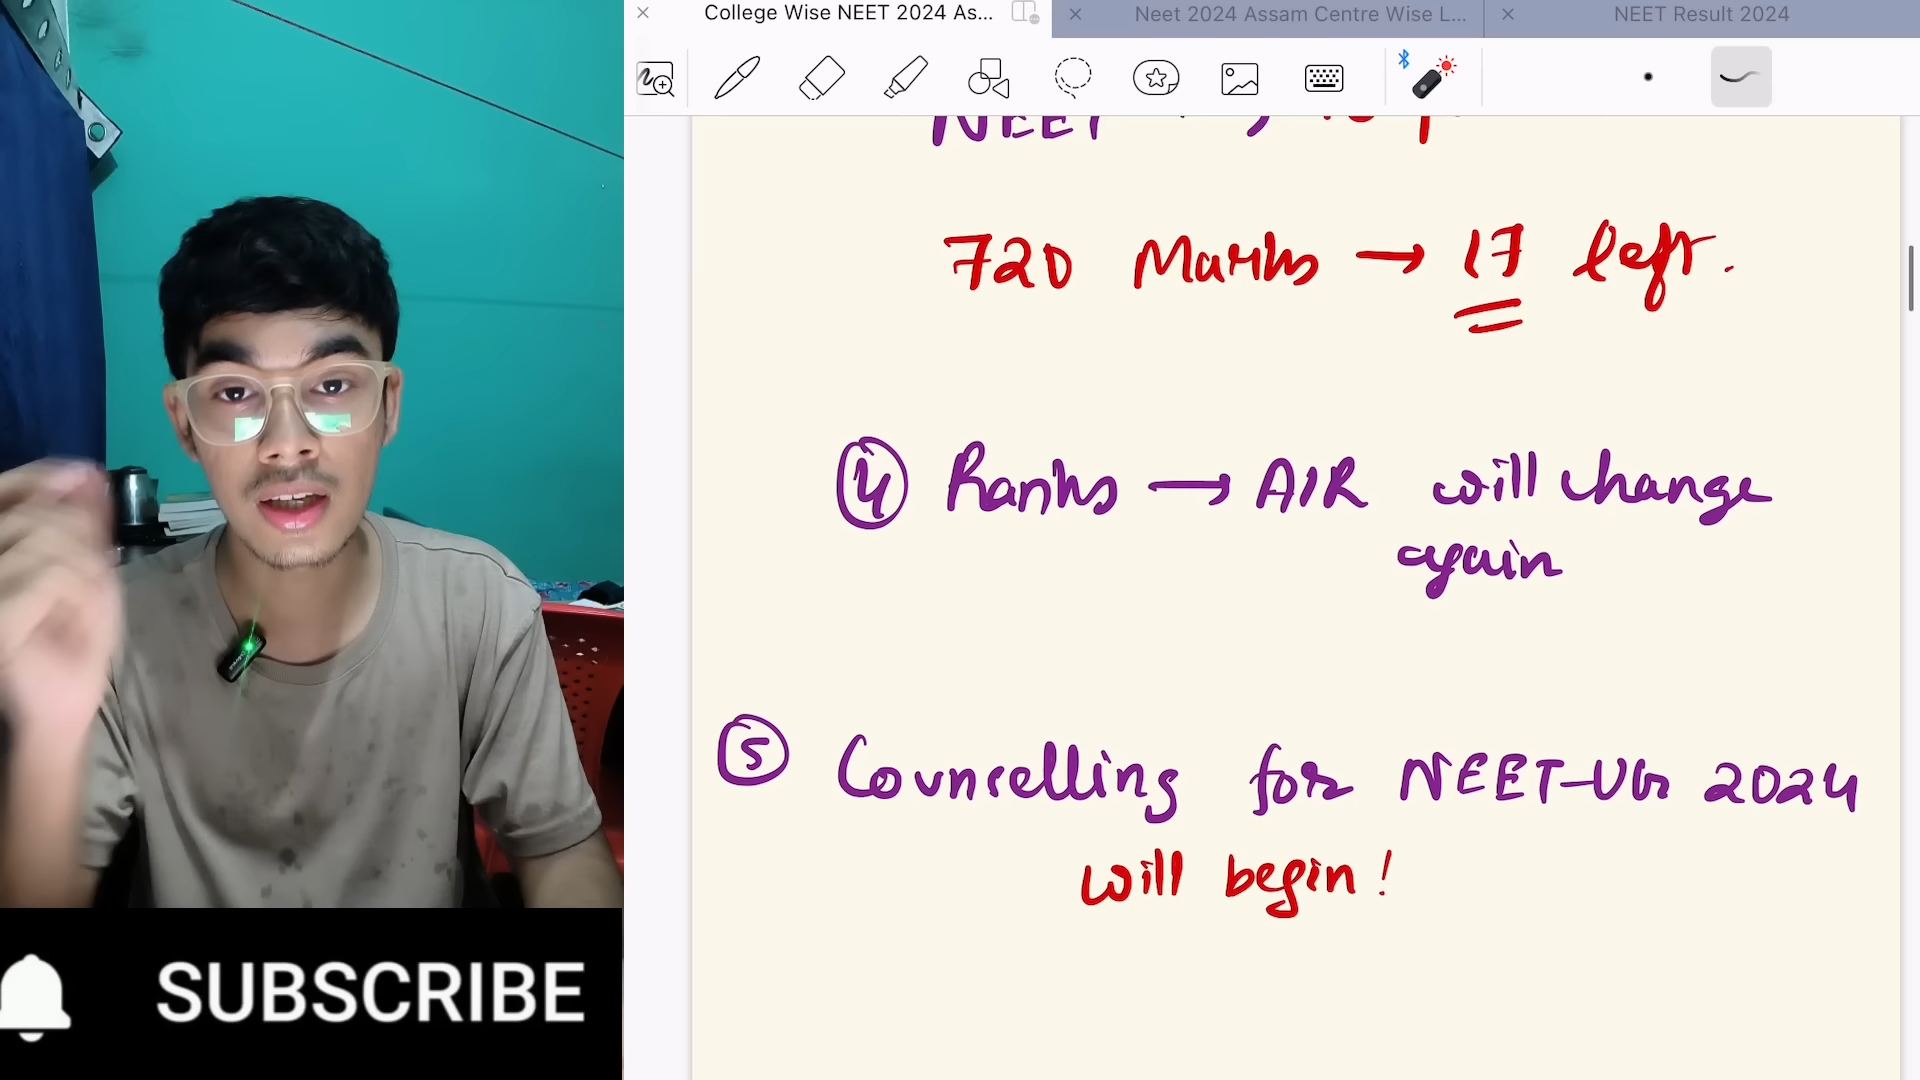 College Wise NEET 2024 As...
Neet 2024 Assam Centre Wise L...
NEET Result 2024
NEET
720 Marks → 17 left.
4 Ranks → AIR will change
again
5 Counselling for NEET-UG 2024
will begin!
SUBSCRIBE